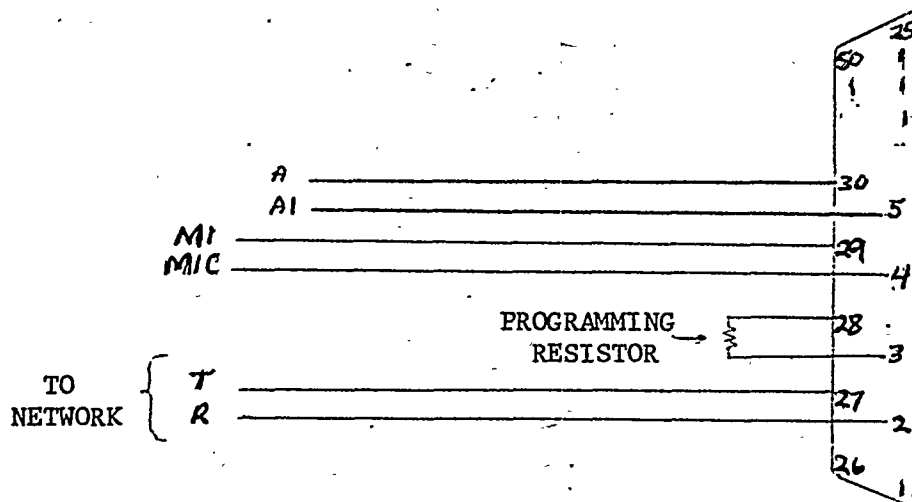 25
50
A 30
A1 5
M1 29
MIC 4
PROGRAMMING 28
RESISTOR 3
TO T 27
NETWORK R 2
26
1